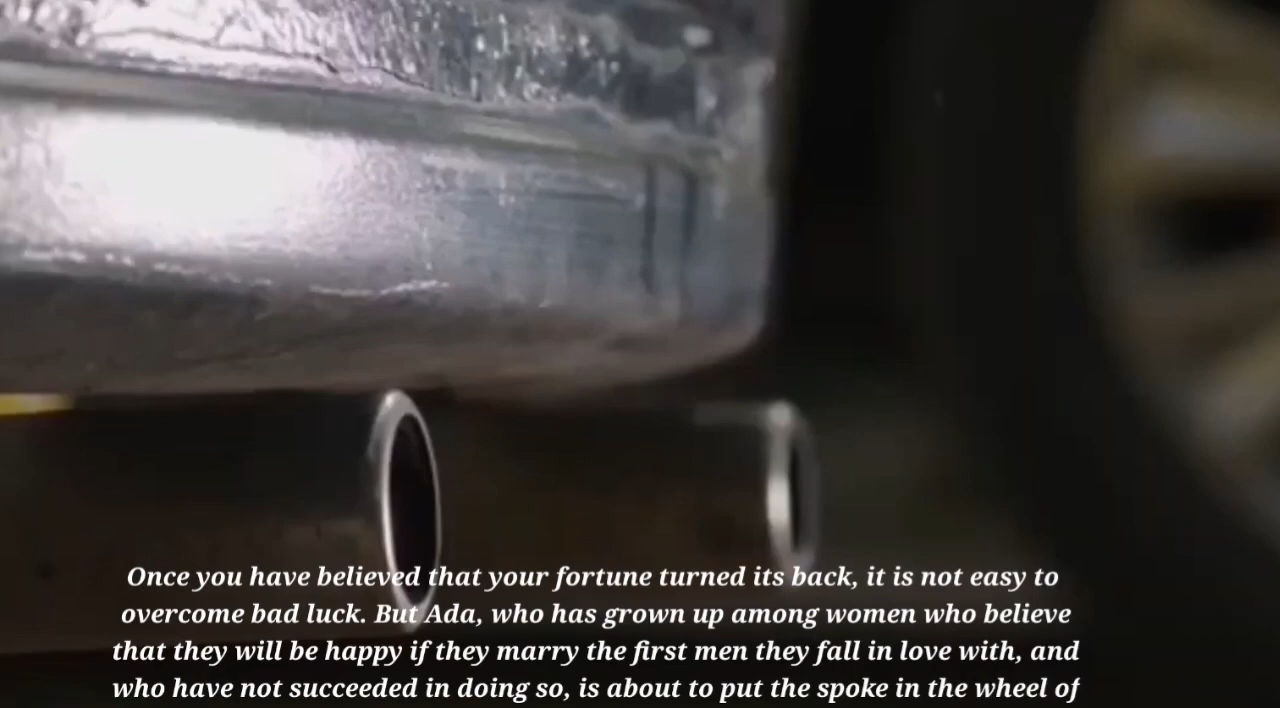 Once you have believed that your fortune turned its back, it is not easy to
overcome bad luck. But Ada, who has grown up among women who believe
that they will be happy if they marry the first men they fall in love with, and
who have not succeeded in doing so, is about to put the spoke in the wheel of